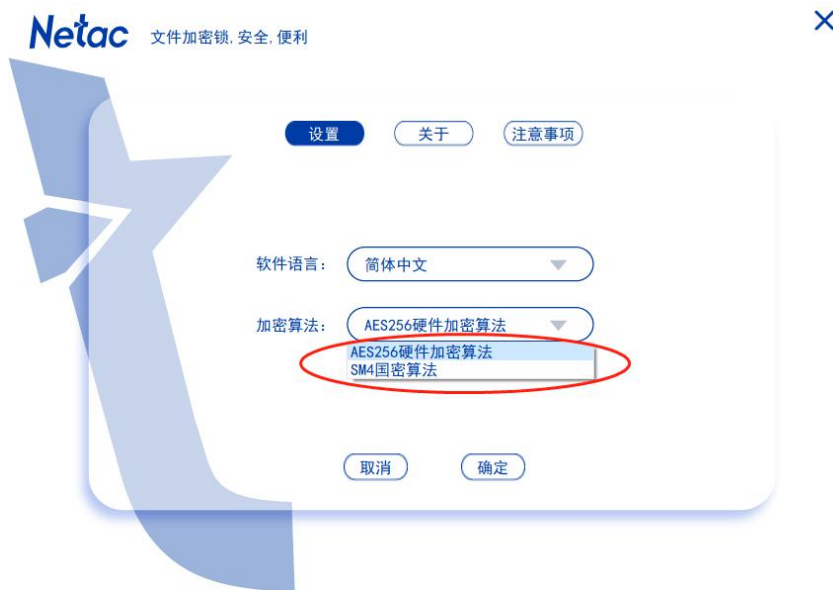 Netac 文件加密锁,安全,便利
设置 关于 注意事项
软件语言: 简体中文
加密算法: AES256硬件加密算法
AES256硬件加密算法
SM4国密算法
取消 确定